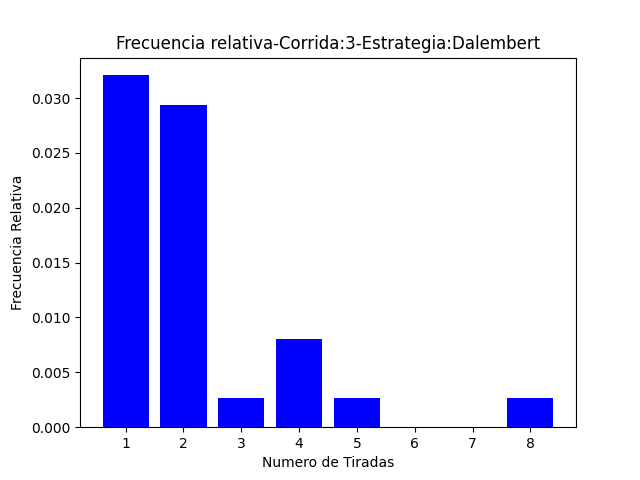 Frecuencia relativa-Corrida:3-Estrategia:Dalembert
Frecuencia Relativa
0.030
0.025
0.020
0.015
0.010
0.005
0.000
1 2 3 4 5 6 7 8
Numero de Tiradas